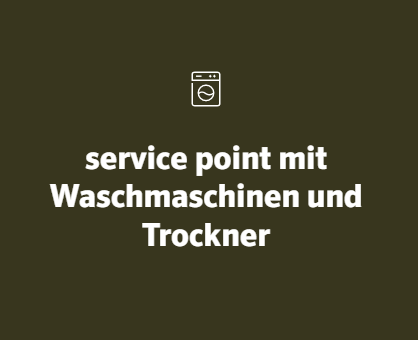 service point mit
Waschmaschinen und
Trockner